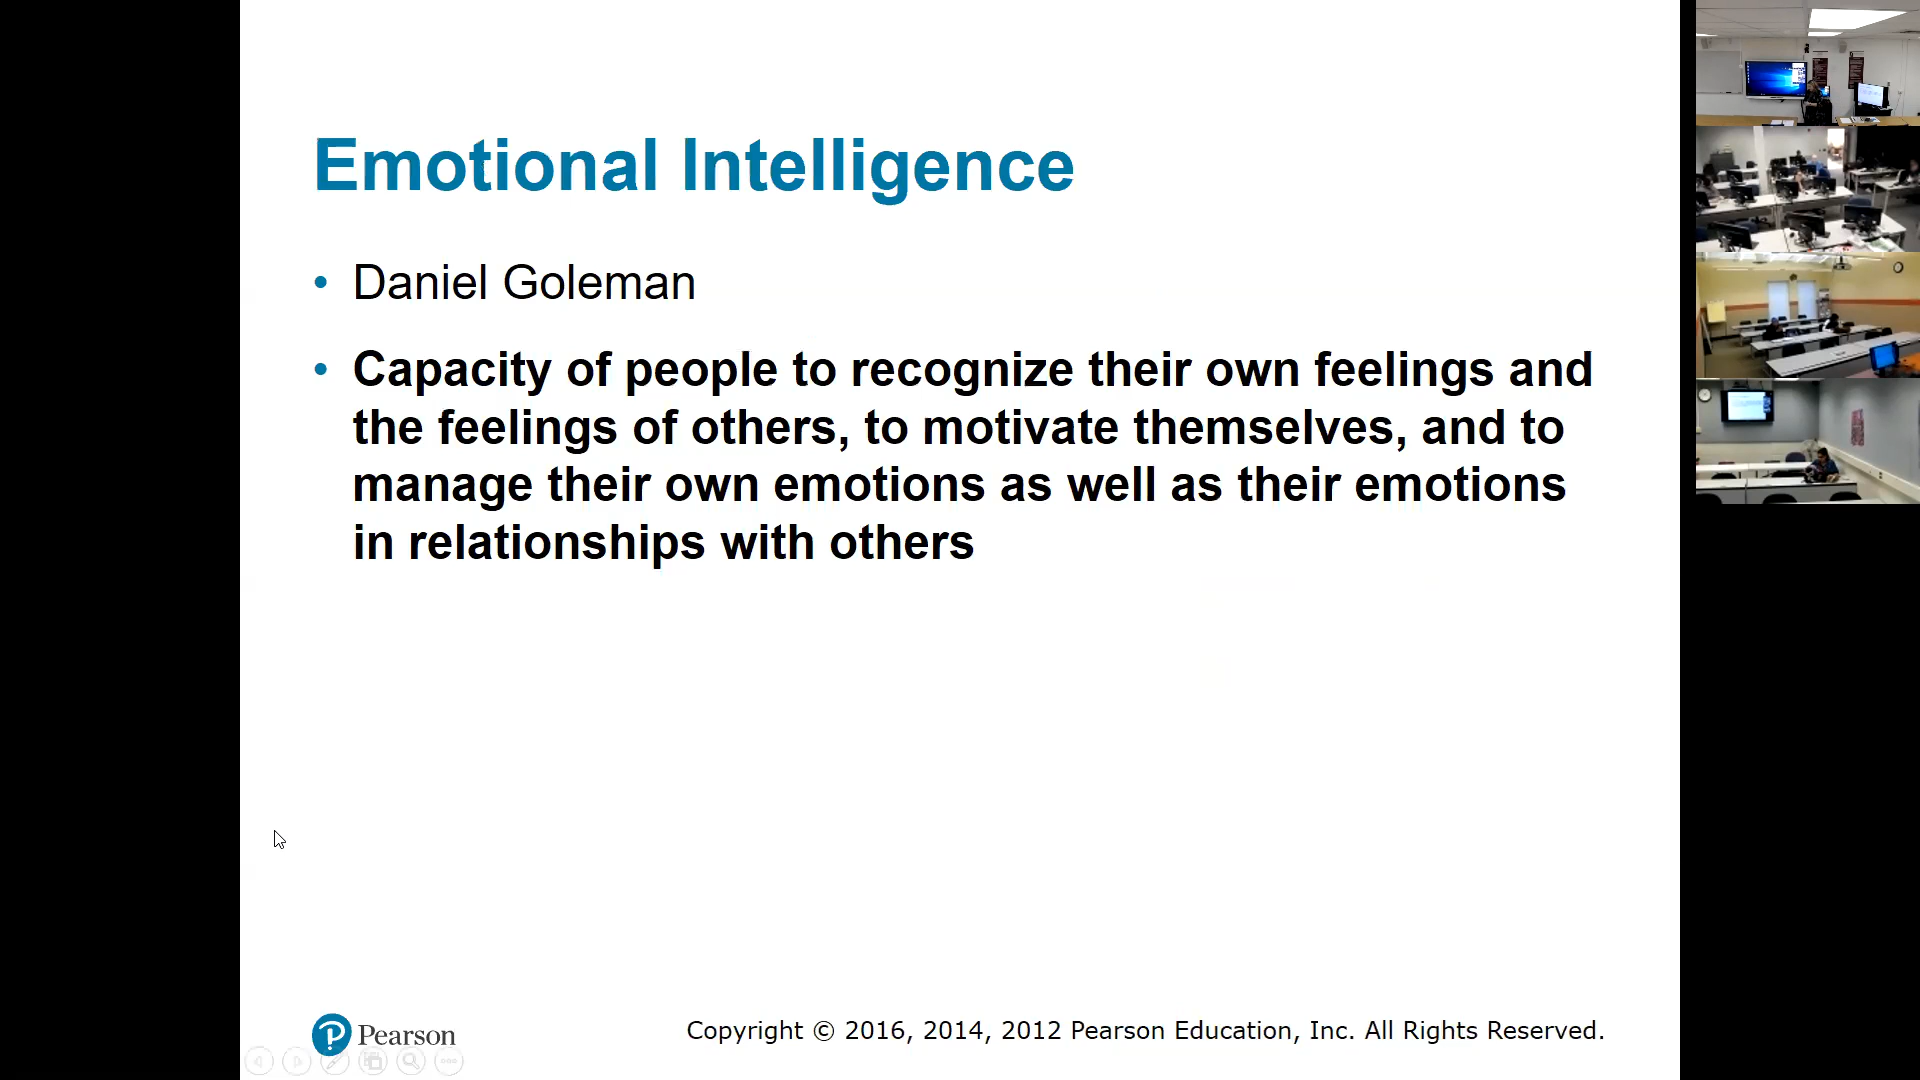 Emotional Intelligence
• Daniel Goleman
• Capacity of people to recognize their own feelings and
the feelings of others, to motivate themselves, and to
manage their own emotions as well as their emotions
in relationships with others
Pearson
Copyright © 2016, 2014, 2012 Pearson Education, Inc. All Rights Reserved.